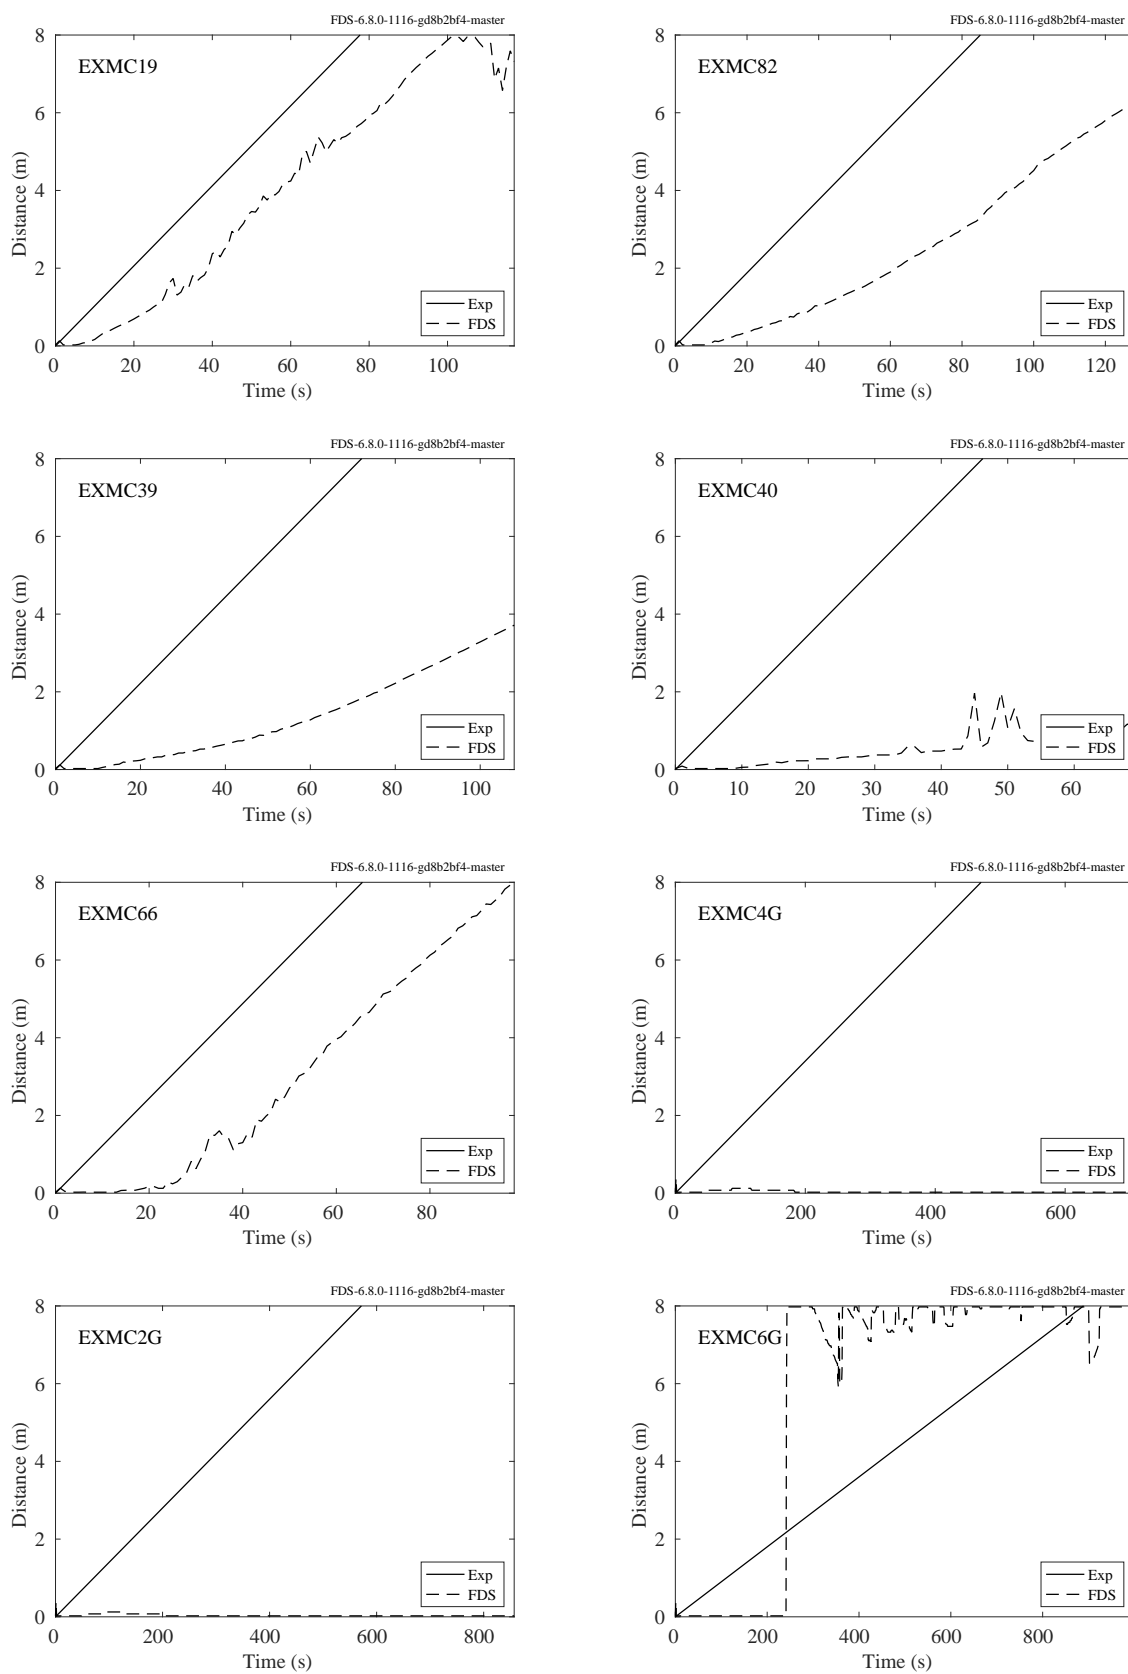 FDS-6.8.0-1116-gd8b2bf4-master
EXMC19
8
6
4
2
0
Distance (m)
0 20 40 60 80 100
Time (s)
Exp
FDS
FDS-6.8.0-1116-gd8b2bf4-master
EXMC82
8
6
4
2
0
Distance (m)
0 20 40 60 80 100 120
Time (s)
Exp
FDS
FDS-6.8.0-1116-gd8b2bf4-master
EXMC39
8
6
4
2
0
Distance (m)
0 20 40 60 80 100
Time (s)
Exp
FDS
FDS-6.8.0-1116-gd8b2bf4-master
EXMC40
8
6
4
2
0
Distance (m)
0 10 20 30 40 50 60
Time (s)
Exp
FDS
FDS-6.8.0-1116-gd8b2bf4-master
EXMC66
8
6
4
2
0
Distance (m)
0 20 40 60 80
Time (s)
Exp
FDS
FDS-6.8.0-1116-gd8b2bf4-master
EXMC4G
8
6
4
2
0
Distance (m)
0 200 400 600
Time (s)
Exp
FDS
FDS-6.8.0-1116-gd8b2bf4-master
EXMC2G
8
6
4
2
0
Distance (m)
0 200 400 600 800
Time (s)
Exp
FDS
FDS-6.8.0-1116-gd8b2bf4-master
EXMC6G
8
6
4
2
0
Distance (m)
0 200 400 600 800
Time (s)
Exp
FDS